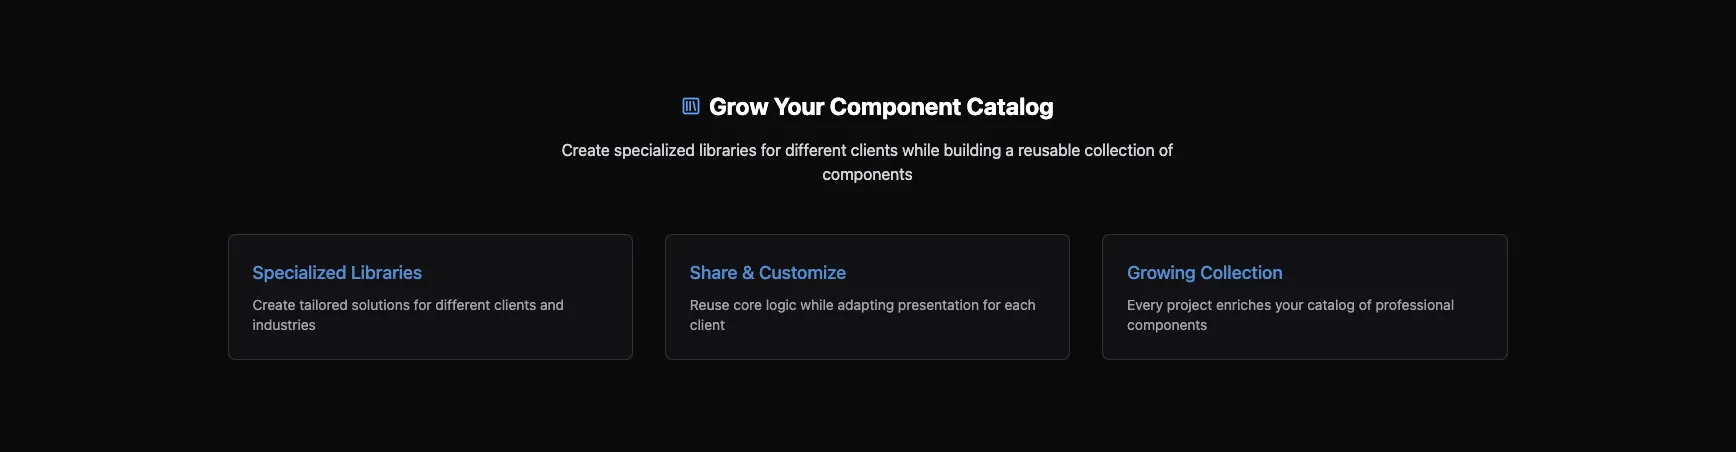 Grow Your Component Catalog
Create specialized libraries for different clients while building a reusable collection of
components
Specialized Libraries
Create tailored solutions for different clients and
industries
Share & Customize
Reuse core logic while adapting presentation for each
client
Growing Collection
Every project enriches your catalog of professional
components